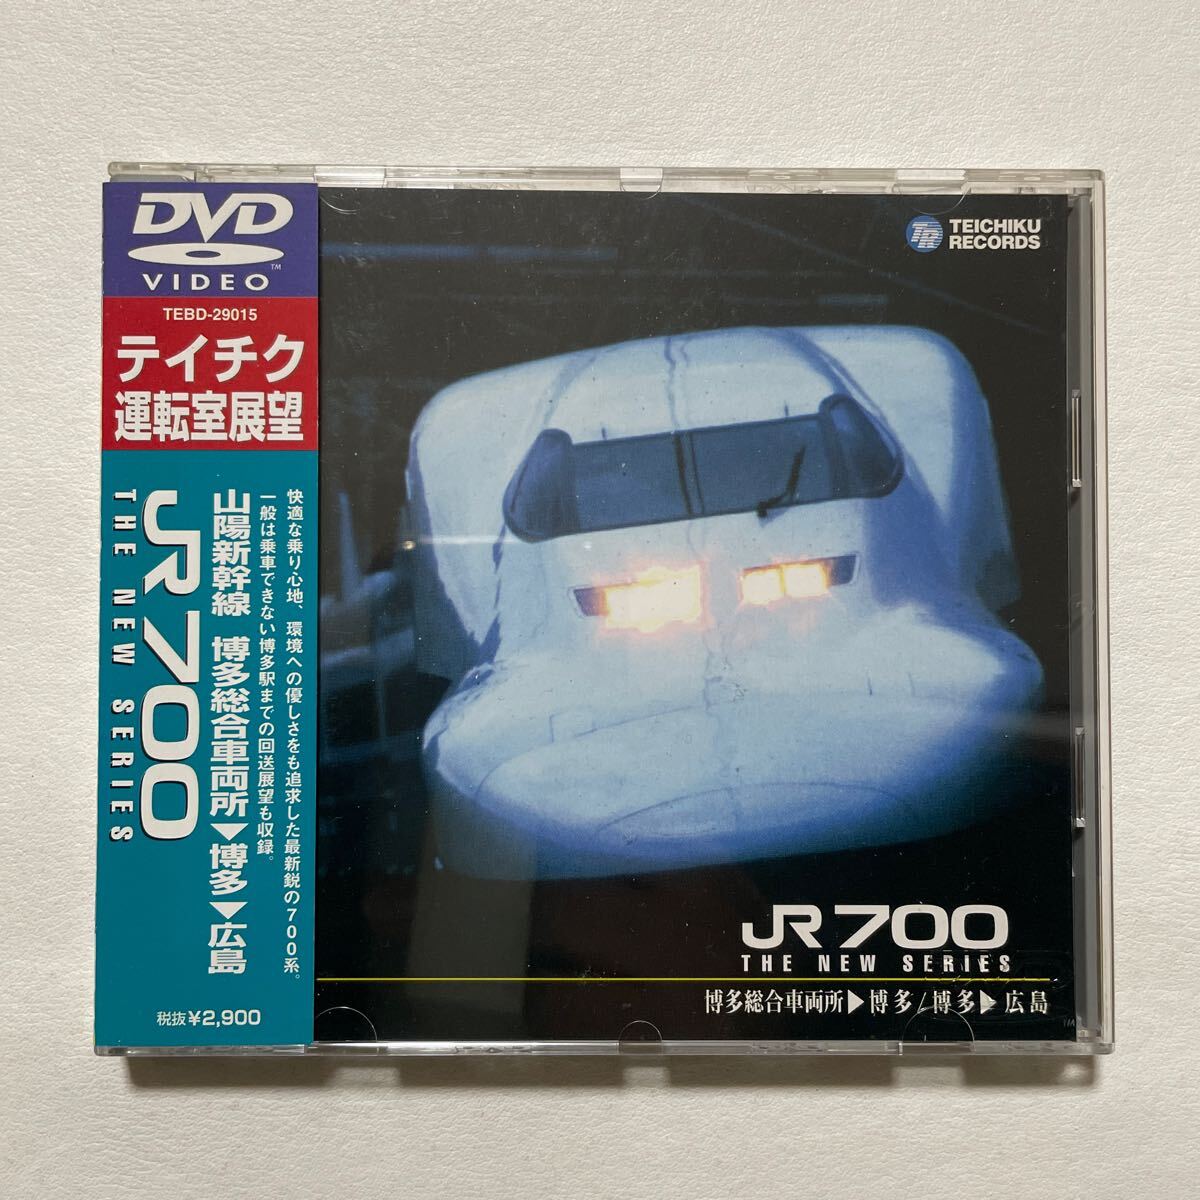 DVD
VIDEO™
TEBD-29015
テイチク
運転室展望
快適な乗り心地、環境への優しさをも追求した最新鋭の700系。
一般は乗車できない博多駅までの回送展望も収録。
山陽新幹線 博多総合車両所▶博多▶広島
JR700
THE NEW SERIES
税抜¥2,900
TR TEICHIKU
RECORDS
JR 700
THE NEW SERIES
博多総合車両所▶博多/博多▶広島